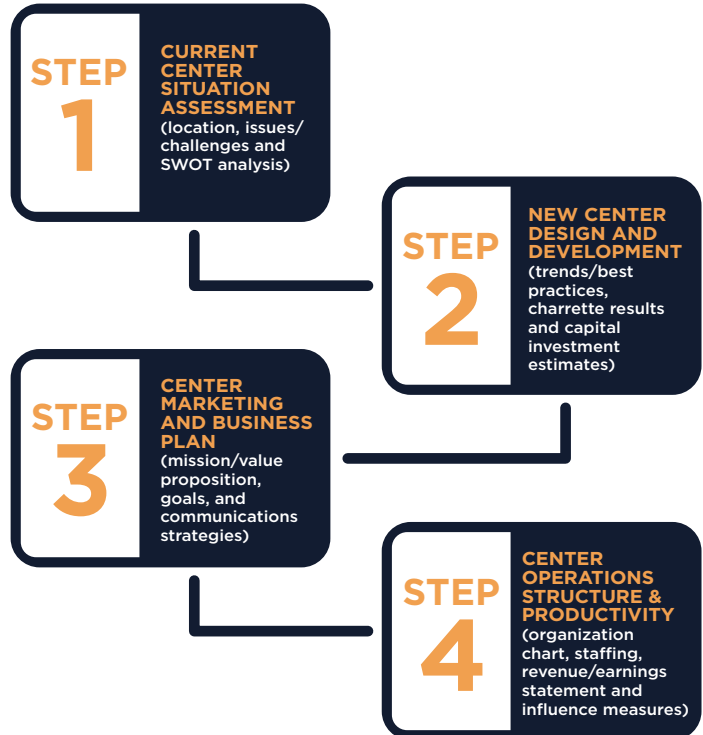 STEP
1
CURRENT
CENTER
SITUATION
ASSESSMENT
(location, issues/
challenges and
SWOT analysis)
STEP
2
NEW CENTER
DESIGN AND
DEVELOPMENT
(trends/best
practices,
charrette results
and capital
investment
estimates)
STEP
3
CENTER
MARKETING
AND BUSINESS
PLAN
(mission/value
proposition,
goals, and
communications
strategies)
STEP
4
CENTER
OPERATIONS
STRUCTURE &
PRODUCTIVITY
(organization
chart, staffing,
revenue/earnings
statement and
influence measures)